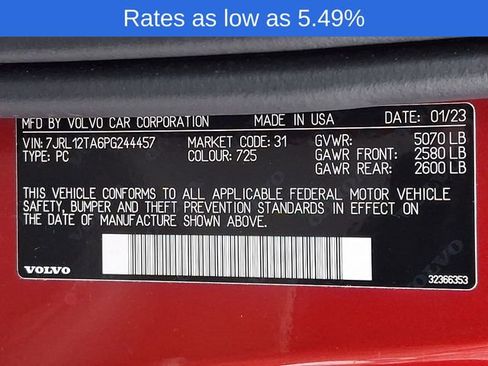 Rates as low as 5.49%
MFD BY VOLVO CAR CORPORATION MADE IN USA DATE: 01/23
VIN: 7JRL12TA6PG244457 MARKET CODE: 31 GVWR: 5070 LB
TYPE: PC COLOUR: 725 GAWR FRONT: 2580 LB
GAWR REAR: 2600 LB
THIS VEHICLE CONFORMS TO ALL APPLICABLE FEDERAL MOTOR VEHICLE
SAFETY, BUMPER AND THEFT PREVENTION STANDARDS IN EFFECT ON
THE DATE OF MANUFACTURE SHOWN ABOVE.
VOLVO 32366353